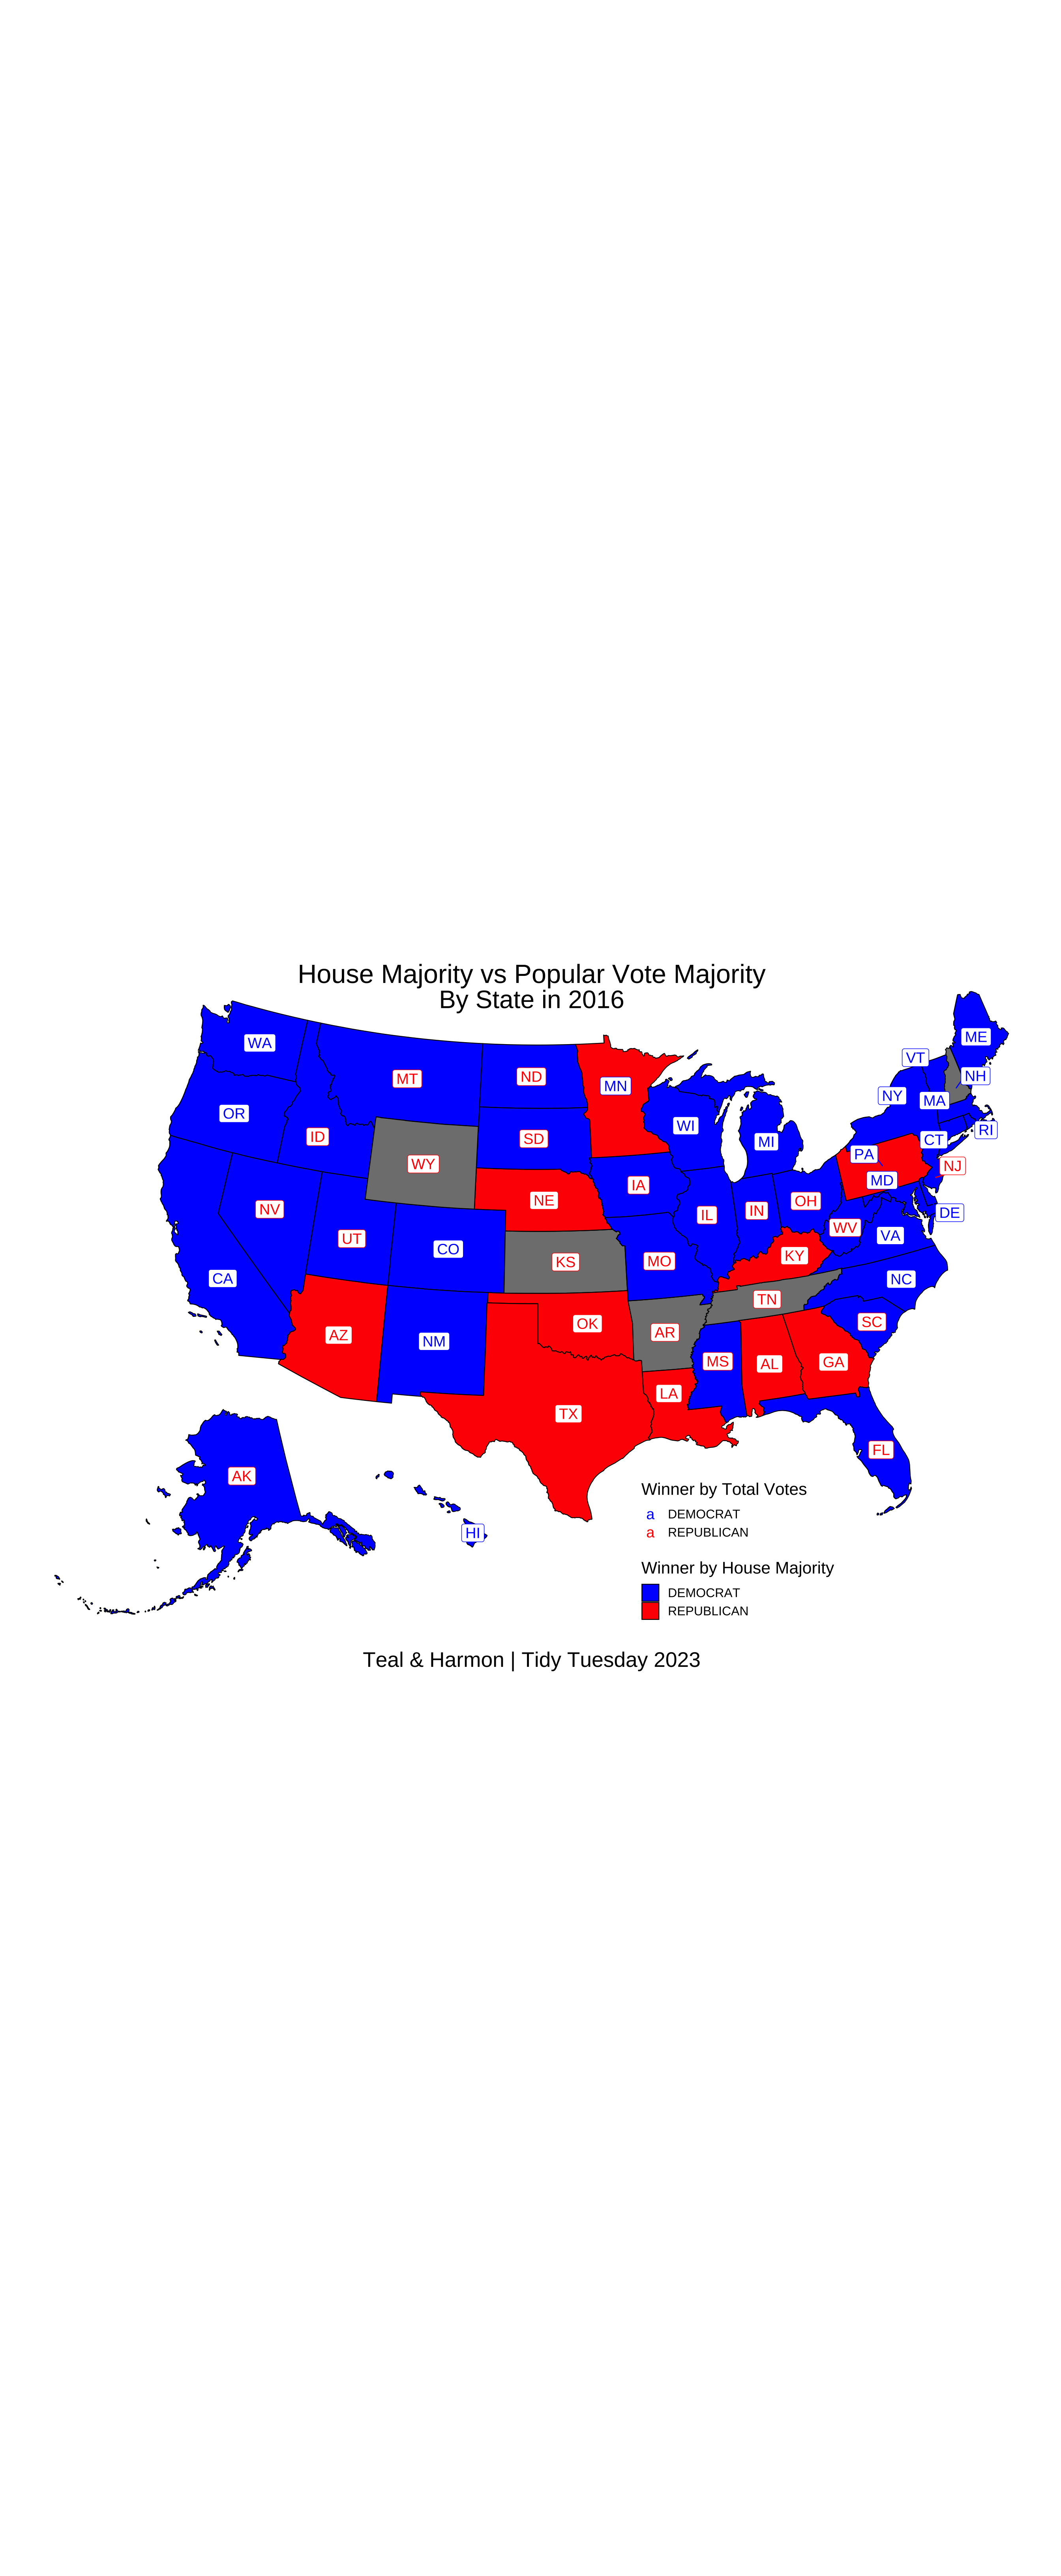 House Majority vs Popular Vote Majority
By State in 2016
ME
WA
VT
MT
ND
MN
NH
NY
MA
OR
WI
RI
ID
SD
MI
CT
PA
WY
NJ
MD
IA
NE
OH
NV
IL
IN
DE
WV
UT
VA
CO
KY
KS
MO
CA
NC
TN
OK
SC
AR
AZ
NM
MS
AL
GA
LA
TX
FL
AK
HI
Winner by Total Votes
a DEMOCRAT
a REPUBLICAN
Winner by House Majority
DEMOCRAT
REPUBLICAN
Teal & Harmon | Tidy Tuesday 2023